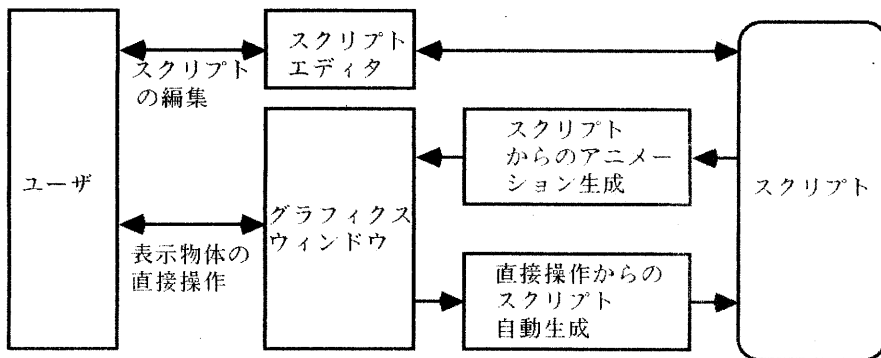 スクリプト
エディタ
スクリプト
の編集
スクリプト
からのアニメー
ション生成
ユーザ
スクリプト
グラフィクス
ウィンドウ
表示物体の
直接操作
直接操作からの
スクリプト
自動生成